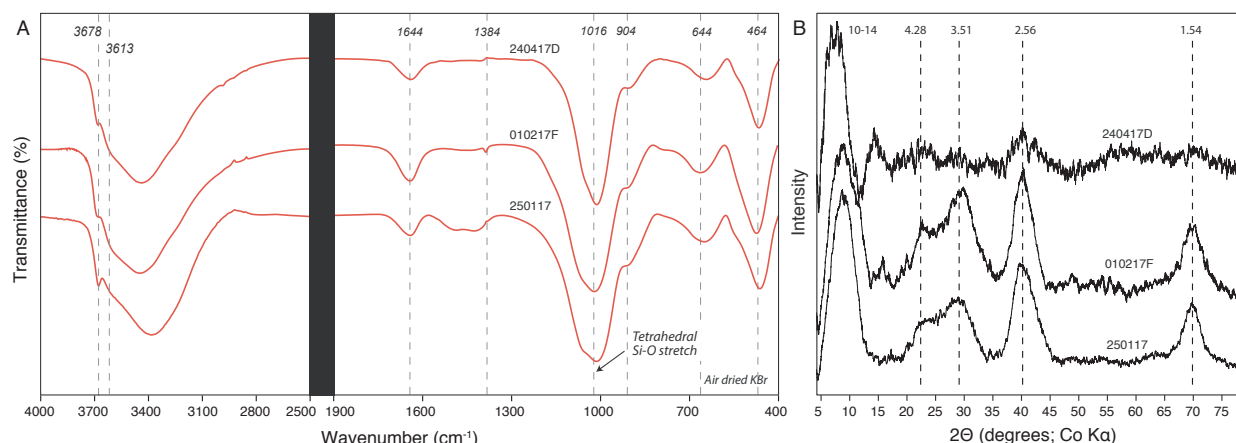 A
3678
3613
1644
1384
1016
904
644
464
240417D
010217F
250117
Tetrahedral
Si-O stretch
Air dried KBr
Transmittance (%)
4000 3700 3400 3100 2800 2500 1900 1600 1300 1000 700 400
Wavenumber (cm⁻¹)
B
10-14 4.28 3.51 2.56 1.54
240417D
010217F
250117
Intensity
5 10 15 20 25 30 35 40 45 50 55 60 65 70 75
2Θ (degrees; Co Kα)